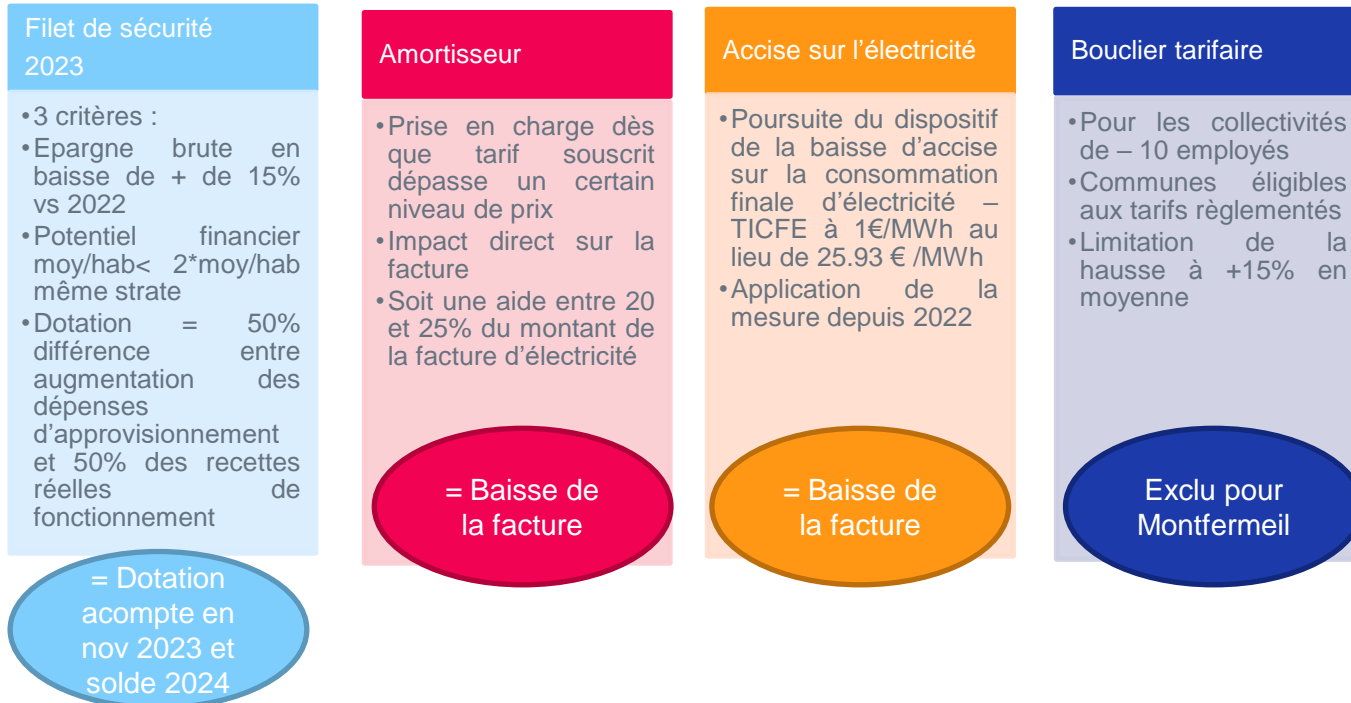 Filet de sécurité
2023
•3 critères :
•Epargne brute en
baisse de + de 15%
vs 2022
•Potentiel financier
moy/hab< 2*moy/hab
même strate
•Dotation = 50%
différence entre
augmentation des
dépenses
d'approvisionnement
et 50% des recettes
réelles de
fonctionnement
= Dotation
acompte en
nov 2023 et
solde 2024
Amortisseur
•Prise en charge dès
que tarif souscrit
dépasse un certain
niveau de prix
•Impact direct sur la
facture
•Soit une aide entre 20
et 25% du montant de
la facture d'électricité
= Baisse de
la facture
Accise sur l'électricité
•Poursuite du dispositif
de la baisse d'accise
sur la consommation
finale d'électricité –
TICFE à 1€/MWh au
lieu de 25.93 € /MWh
•Application de la
mesure depuis 2022
= Baisse de
la facture
Bouclier tarifaire
•Pour les collectivités
de – 10 employés
•Communes éligibles
aux tarifs règlementés
•Limitation de la
hausse à +15% en
moyenne
Exclu pour
Montfermeil